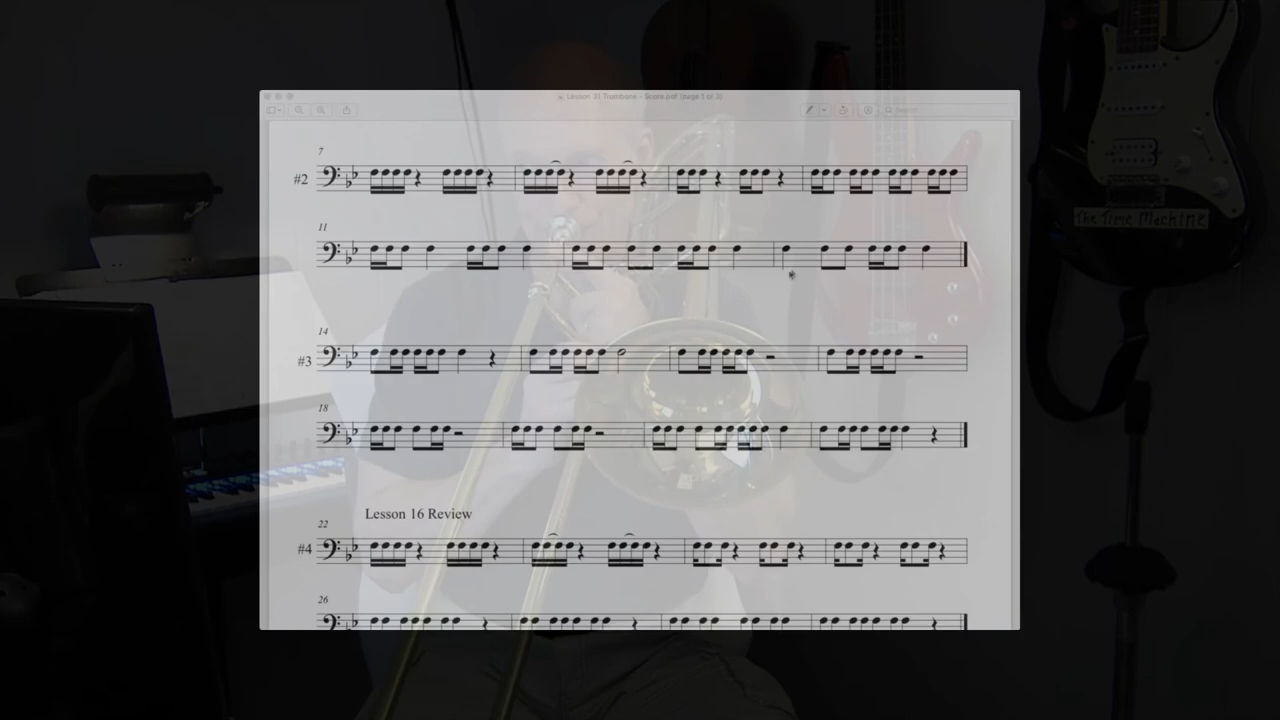 Lesson 31 Trombone - Score.pdf (page 1 of 3)
Search
7
#2
11
*
14
#3
18
Lesson 16 Review
22
#4
26
The Time Machine